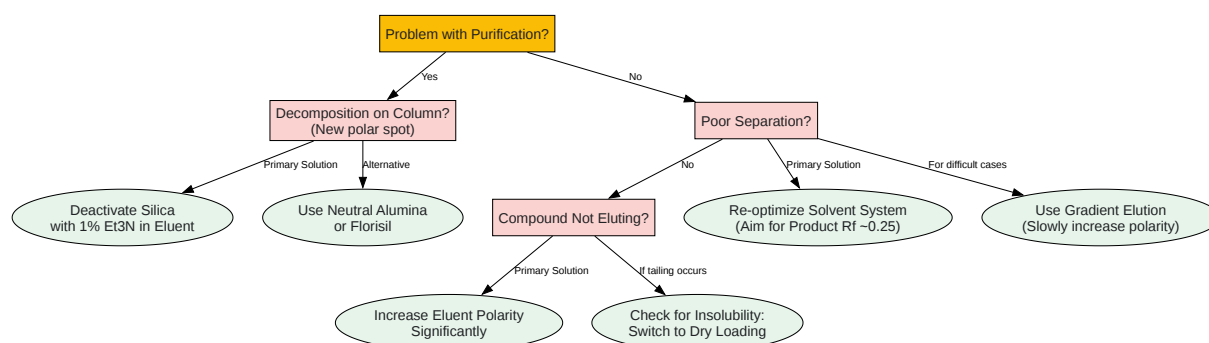 Problem with Purification?
Yes
No
Decomposition on Column?
(New polar spot)
Poor Separation?
Primary Solution
Alternative
No
Primary Solution
For difficult cases
Deactivate Silica
with 1% Et3N in Eluent
Use Neutral Alumina
or Florisil
Compound Not Eluting?
Re-optimize Solvent System
(Aim for Product Rf ~0.25)
Use Gradient Elution
(Slowly increase polarity)
Primary Solution
If tailing occurs
Increase Eluent Polarity
Significantly
Check for Insolubility:
Switch to Dry Loading